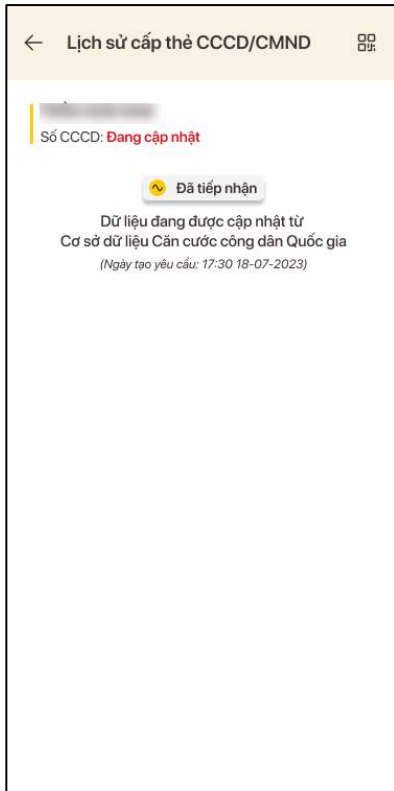 Lịch sử cấp thẻ CCCD/CMND
Số CCCD: Đang cập nhật
Đã tiếp nhận
Dữ liệu đang được cập nhật từ
Cơ sở dữ liệu Căn cước công dân Quốc gia
(Ngày tạo yêu cầu: 17:30 18-07-2023)